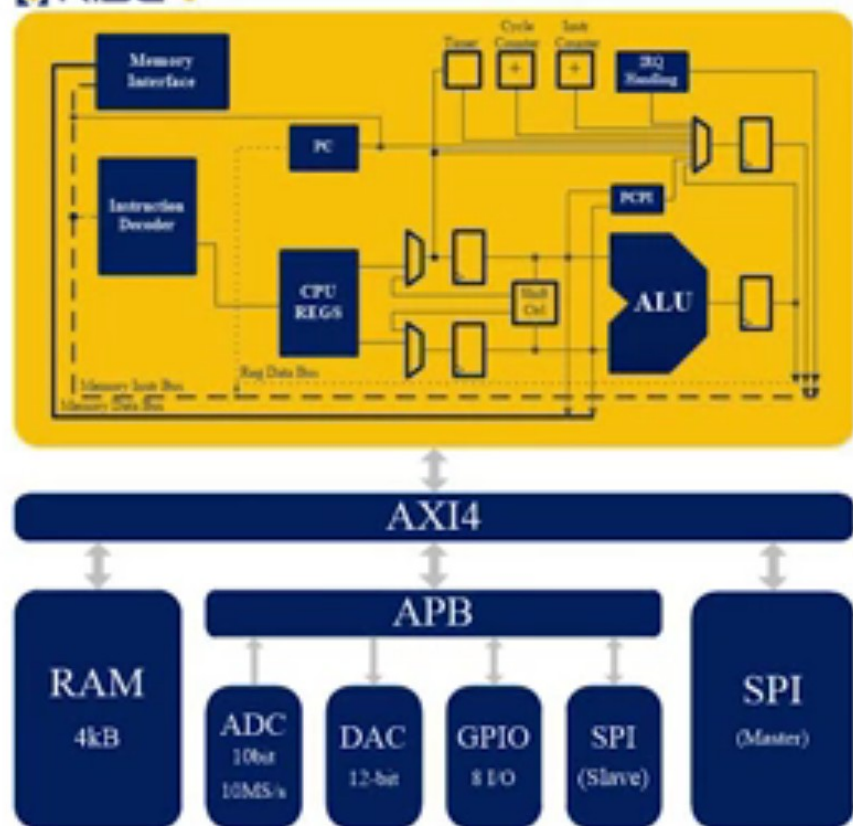 Timer
Cycle
Counter
Instr
Counter
Memory
Interface
IRQ
Handling
PC
Instruction
Decoder
PCPI
CPU
REGS
Shift
Ctrl
ALU
Reg Data Bus
Memory Instr Bus
Memory Data Bus
AXI4
APB
RAM
4kB
ADC
10bit
10MS/s
DAC
12-bit
GPIO
8 I/O
SPI
(Slave)
SPI
(Master)